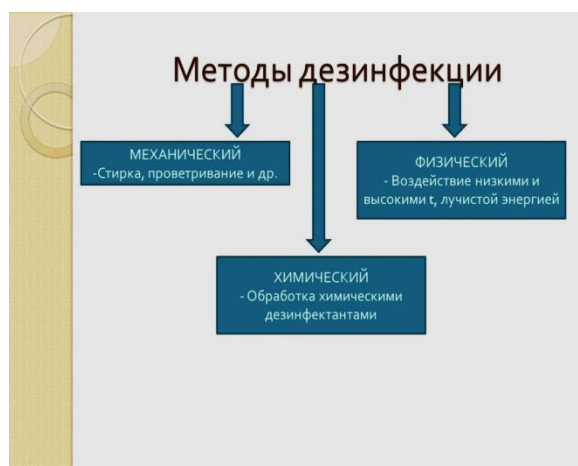 Методы дезинфекции
МЕХАНИЧЕСКИЙ
-Стирка, проветривание и др.
ФИЗИЧЕСКИЙ
- Воздействие низкими и
высокими t, лучистой энергией
ХИМИЧЕСКИЙ
- Обработка химическими
дезинфектантами